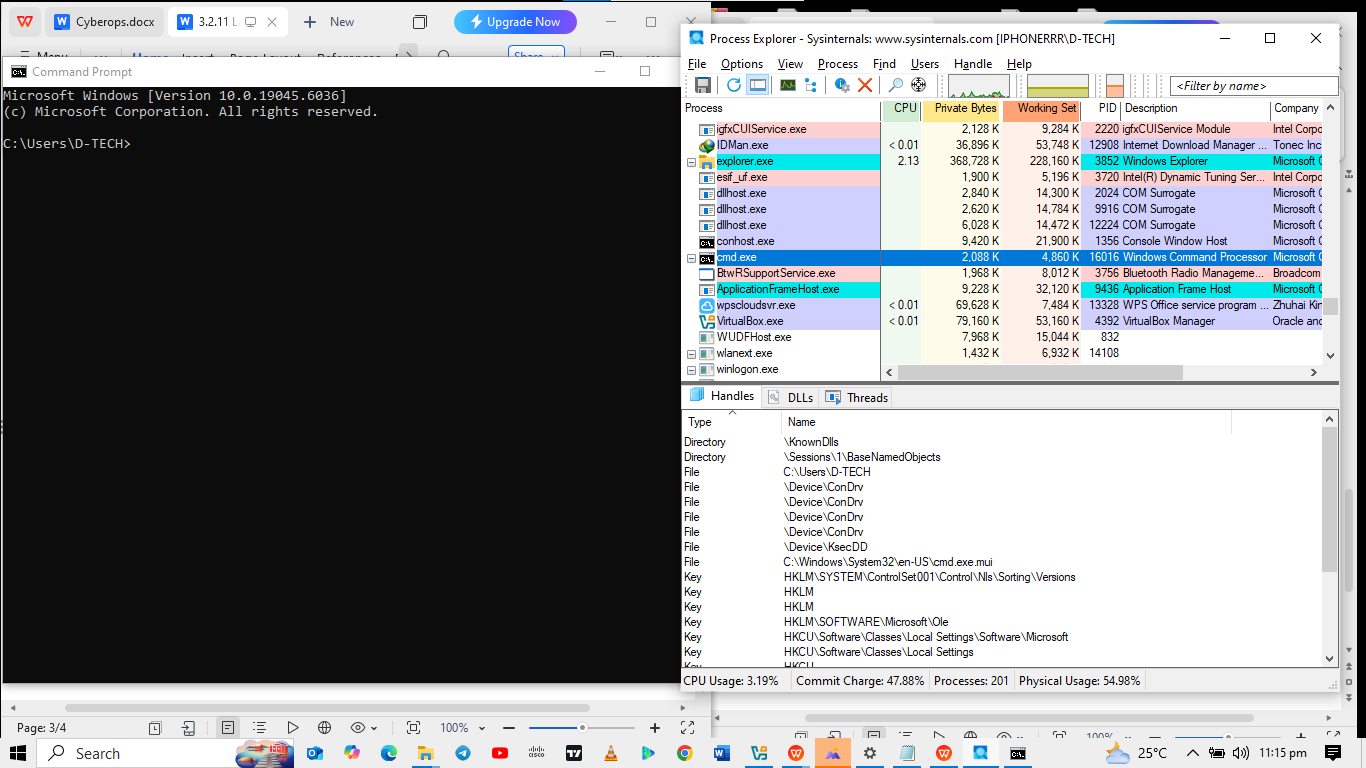 Cyberops.docx
3.2.11 L
New
Upgrade Now
Menu
Home
Insert
Page Layout
References
Share
Command Prompt
Microsoft Windows [Version 10.0.19045.6036]
(c) Microsoft Corporation. All rights reserved.
C:\Users\D-TECH>
Page: 3/4
100%
Process Explorer - Sysinternals: www.sysinternals.com [IPHONERRR\D-TECH]
File Options View Process Find Users Handle Help
<Filter by name>
Process CPU Private Bytes Working Set PID Description Company
igfxCUIService.exe 2,128 K 9,284 K 2220 igfxCUIService Module Intel Corpo
IDMan.exe < 0.01 36,896 K 53,748 K 12908 Internet Download Manager ... Tonec Inc
explorer.exe 2.13 368,728 K 228,160 K 3852 Windows Explorer Microsoft C
esif_uf.exe 1,900 K 5,196 K 3720 Intel(R) Dynamic Tuning Ser... Intel Corpo
dllhost.exe 2,840 K 14,300 K 2024 COM Surrogate Microsoft C
dllhost.exe 2,620 K 14,784 K 9916 COM Surrogate Microsoft C
dllhost.exe 6,028 K 14,472 K 12224 COM Surrogate Microsoft C
conhost.exe 9,420 K 21,900 K 1356 Console Window Host Microsoft C
cmd.exe 2,088 K 4,860 K 16016 Windows Command Processor Microsoft C
BtwRSupportService.exe 1,968 K 8,012 K 3756 Bluetooth Radio Manageme... Broadcom
ApplicationFrameHost.exe 9,228 K 32,120 K 9436 Application Frame Host Microsoft C
wpscloudsvr.exe < 0.01 69,628 K 7,484 K 13328 WPS Office service program ... Zhuhai Kin
VirtualBox.exe < 0.01 79,160 K 53,160 K 4392 VirtualBox Manager Oracle and
WUDFHost.exe 7,968 K 15,044 K 832
wlanext.exe 1,432 K 6,932 K 14108
winlogon.exe
Handles DLLs Threads
Type Name
Directory \KnownDlls
Directory \Sessions\1\BaseNamedObjects
File C:\Users\D-TECH
File \Device\ConDrv
File \Device\ConDrv
File \Device\ConDrv
File \Device\ConDrv
File \Device\KsecDD
File C:\Windows\System32\en-US\cmd.exe.mui
Key HKLM\SYSTEM\ControlSet001\Control\Nls\Sorting\Versions
Key HKLM
Key HKLM
Key HKLM\SOFTWARE\Microsoft\Ole
Key HKCU\Software\Classes\Local Settings\Software\Microsoft
Key HKCU\Software\Classes\Local Settings
Key HKCU
CPU Usage: 3.19% Commit Charge: 47.88% Processes: 201 Physical Usage: 54.98%
100%
Search
25°C
11:15 pm